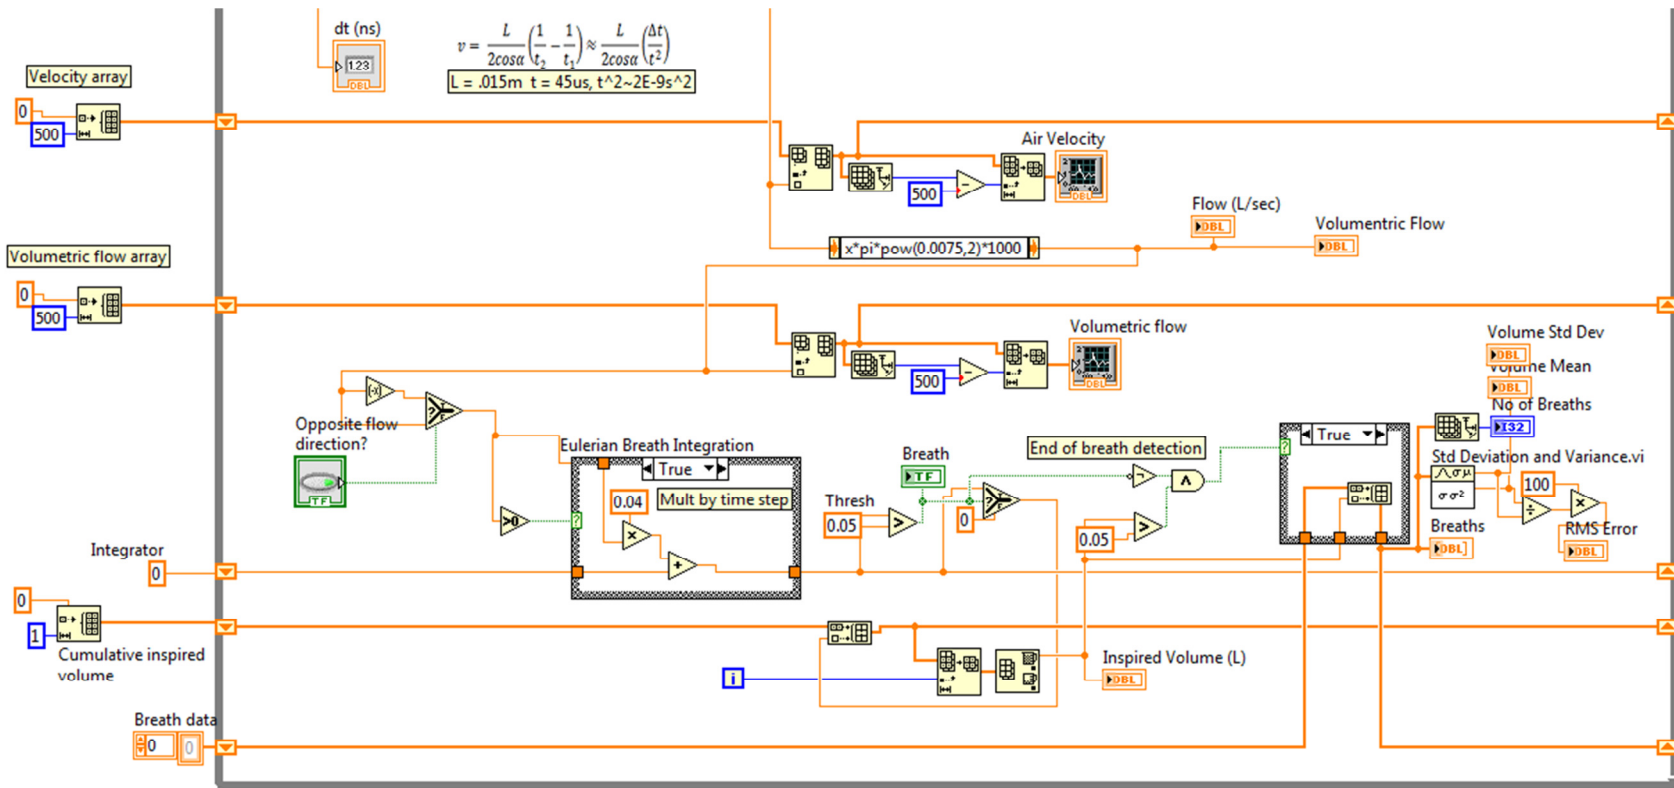 dt (ns)
1.23
DBL
v = L/2cosα (1/t₂ − 1/t₁) ≈ L/2cosα (Δt/t²)
L = .015m t = 45us, t^2~2E-9s^2
Velocity array
0
500
Air Velocity
500
DBL
Flow (L/sec)
DBL
Volumentric Flow
DBL
x*pi*pow(0.0075,2)*1000
Volumetric flow array
0
500
Volumetric flow
500
DBL
Volume Std Dev
DBL
Volume Mean
DBL
No of Breaths
I32
(-x)
? T F
Opposite flow
direction?
TF
Eulerian Breath Integration
True
Mult by time step
0.04
×
+
>0
?
Breath
TF
End of breath detection
Thresh
0.05
>
? T F
0
0.05
>
∧
True
?
Std Deviation and Variance.vi
σ μ
σ σ²
100
×
÷
Breaths
DBL
RMS Error
DBL
Integrator
0
0
1
Cumulative inspired
volume
i
Inspired Volume (L)
DBL
Breath data
0
0